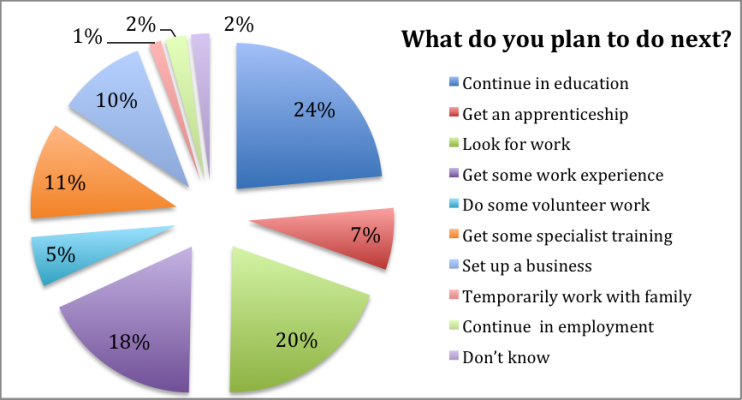 What do you plan to do next?
1%
2%
2%
24%
7%
20%
18%
5%
11%
10%
Continue in education
Get an apprenticeship
Look for work
Get some work experience
Do some volunteer work
Get some specialist training
Set up a business
Temporarily work with family
Continue in employment
Don't know